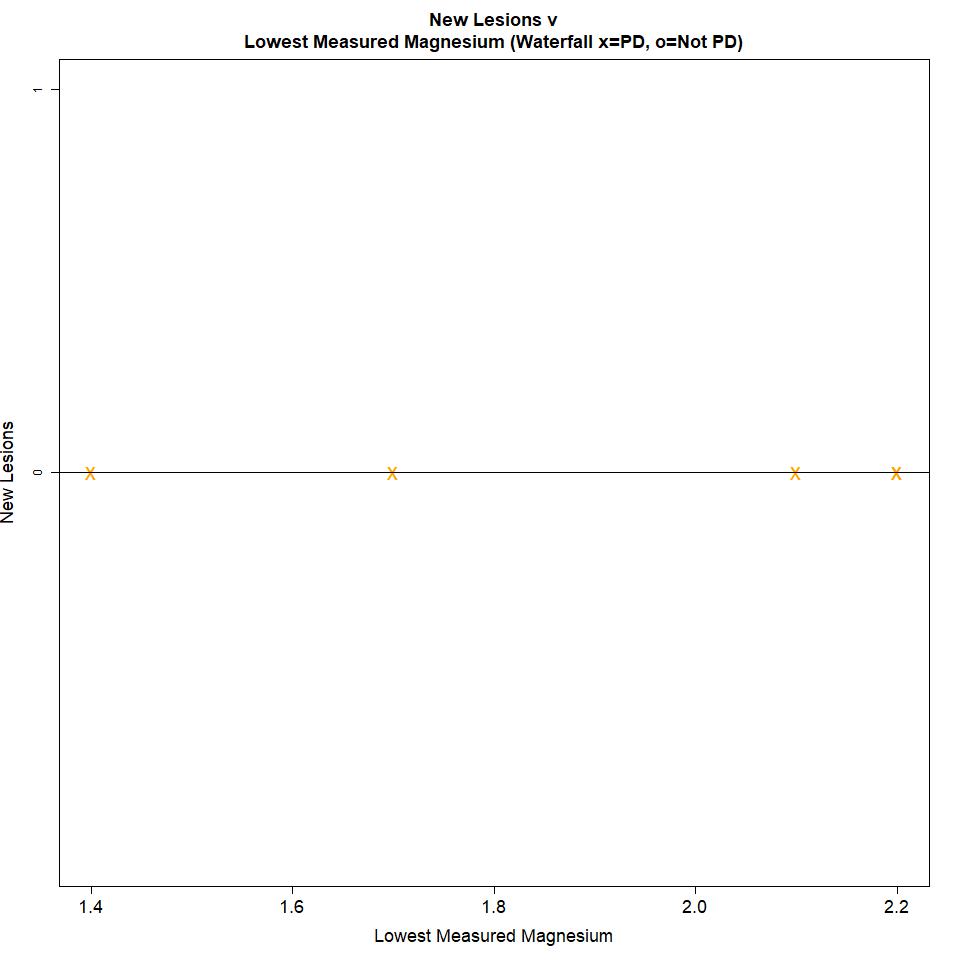 New Lesions v
Lowest Measured Magnesium (Waterfall x=PD, o=Not PD)
1
0
New Lesions
x x x x
1.4 1.6 1.8 2.0 2.2
Lowest Measured Magnesium